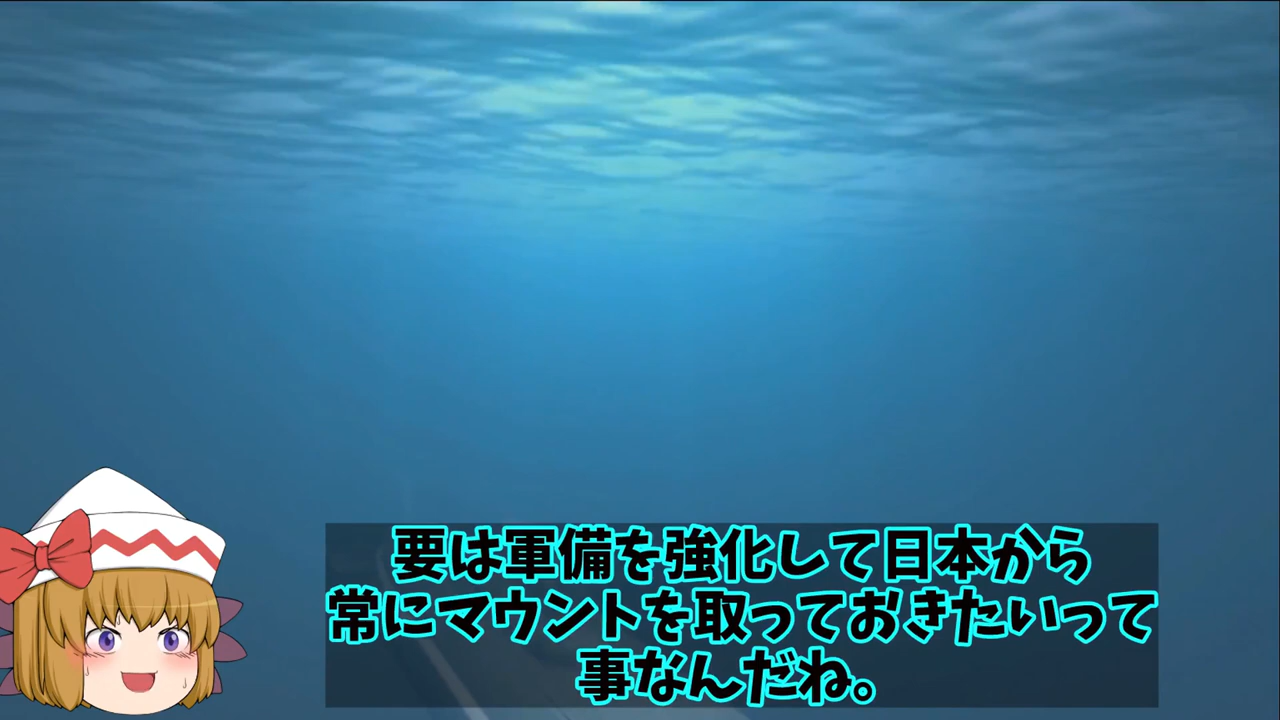 要は軍備を強化して日本から
常にマウントを取っておきたいって
事なんだね。